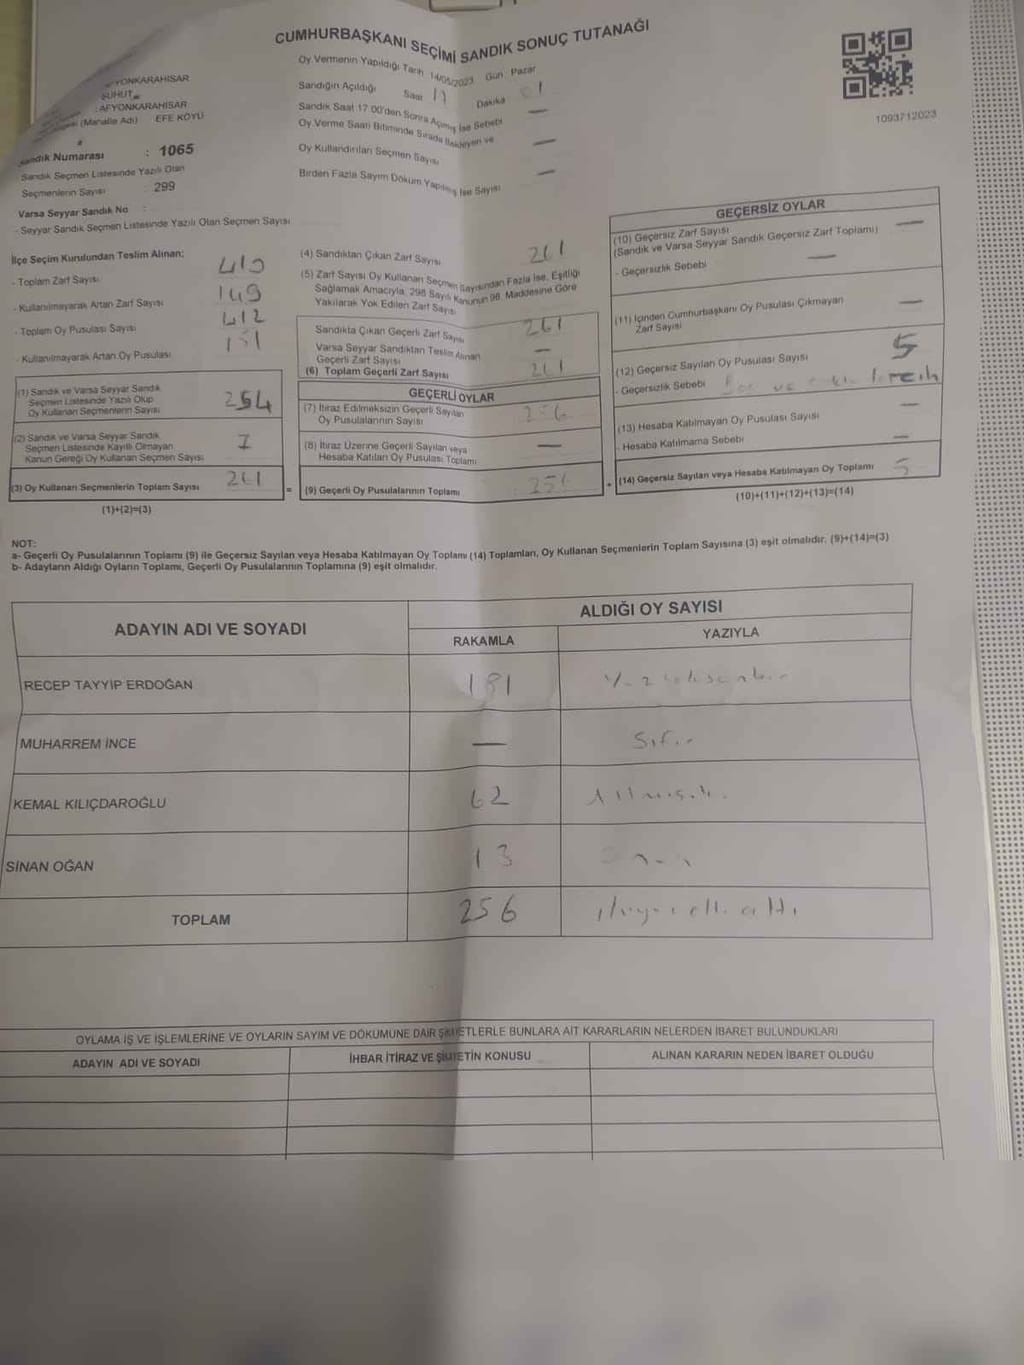 CUMHURBAŞKANI SEÇİMİ SANDIK SONUÇ TUTANAĞI
AFYONKARAHİSAR
ŞUHUT
: AFYONKARAHİSAR
(Mahalle Adı) EFE KÖYÜ
Sandık Numarası : 1065
Sandık Seçmen Listesinde Yazılı Olan
Seçmenlerin Sayısı : 299
Varsa Seyyar Sandık No :
- Seyyar Sandık Seçmen Listesinde Yazılı Olan Seçmen Sayısı
Oy Vermenin Yapıldığı Tarih 14/05/2023 Gün Pazar
Sandığın Açıldığı Saat 17 Dakika 01
Sandık Saat 17.00'den Sonra Açılmış İse Sebebi —
Oy Verme Saati Bitiminde Sırada Bekleyen ve
Oy Kullandırılan Seçmen Sayısı —
Birden Fazla Sayım Döküm Yapılmış İse Sayısı —
1093712023
İlçe Seçim Kurulundan Teslim Alınan:
- Toplam Zarf Sayısı 410
- Kullanılmayarak Artan Zarf Sayısı 149
- Toplam Oy Pusulası Sayısı 412
- Kullanılmayarak Artan Oy Pusulası 151
(1) Sandık ve Varsa Seyyar Sandık
Seçmen Listesinde Yazılı Olup
Oy Kullanan Seçmenlerin Sayısı 254
(2) Sandık ve Varsa Seyyar Sandık
Seçmen Listesinde Kayıtlı Olmayan
Kanun Gereği Oy Kullanan Seçmen Sayısı 7
(3) Oy Kullanan Seçmenlerin Toplam Sayısı 261
(1)+(2)=(3)
(4) Sandıktan Çıkan Zarf Sayısı 261
(5) Zarf Sayısı Oy Kullanan Seçmen Sayısından Fazla İse, Eşitliği
Sağlamak Amacıyla, 298 Sayılı Kanunun 98. Maddesine Göre
Yakılarak Yok Edilen Zarf Sayısı
Sandıkta Çıkan Geçerli Zarf Sayısı 261
Varsa Seyyar Sandıktan Teslim Alınan
Geçerli Zarf Sayısı —
(6) Toplam Geçerli Zarf Sayısı 261
GEÇERLİ OYLAR
(7) İtiraz Edilmeksizin Geçerli Sayılan
Oy Pusulalarının Sayısı 256
(8) İtiraz Üzerine Geçerli Sayılan veya
Hesaba Katılan Oy Pusulası Toplamı —
= (9) Geçerli Oy Pusulalarının Toplamı 256
GEÇERSİZ OYLAR
(10) Geçersiz Zarf Sayısı —
(Sandık ve Varsa Seyyar Sandık Geçersiz Zarf Toplamı)
- Geçersizlik Sebebi —
(11) İçinden Cumhurbaşkanı Oy Pusulası Çıkmayan
Zarf Sayısı —
(12) Geçersiz Sayılan Oy Pusulası Sayısı 5
- Geçersizlik Sebebi ve tercih
(13) Hesaba Katılmayan Oy Pusulası Sayısı —
- Hesaba Katılmama Sebebi —
+ (14) Geçersiz Sayılan veya Hesaba Katılmayan Oy Toplamı 5
(10)+(11)+(12)+(13)=(14)
NOT:
a- Geçerli Oy Pusulalarının Toplamı (9) ile Geçersiz Sayılan veya Hesaba Katılmayan Oy Toplamı (14) Toplamları, Oy Kullanan Seçmenlerin Toplam Sayısına (3) eşit olmalıdır. (9)+(14)=(3)
b- Adayların Aldığı Oyların Toplamı, Geçerli Oy Pusulalarının Toplamına (9) eşit olmalıdır.
ADAYIN ADI VE SOYADI ALDIĞI OY SAYISI
RAKAMLA YAZIYLA
RECEP TAYYİP ERDOĞAN 181 Yüzseksenbir
MUHARREM İNCE — Sıfır
KEMAL KILIÇDAROĞLU 62 Altmışiki
SİNAN OĞAN 13
TOPLAM 256 ikiyüzelli altı
OYLAMA İŞ VE İŞLEMLERİNE VE OYLARIN SAYIM VE DÖKÜMÜNE DAİR ŞİKAYETLERLE BUNLARA AİT KARARLARIN NELERDEN İBARET BULUNDUKLARI
ADAYIN ADI VE SOYADI İHBAR İTİRAZ VE ŞİKAYETİN KONUSU ALINAN KARARIN NEDEN İBARET OLDUĞU